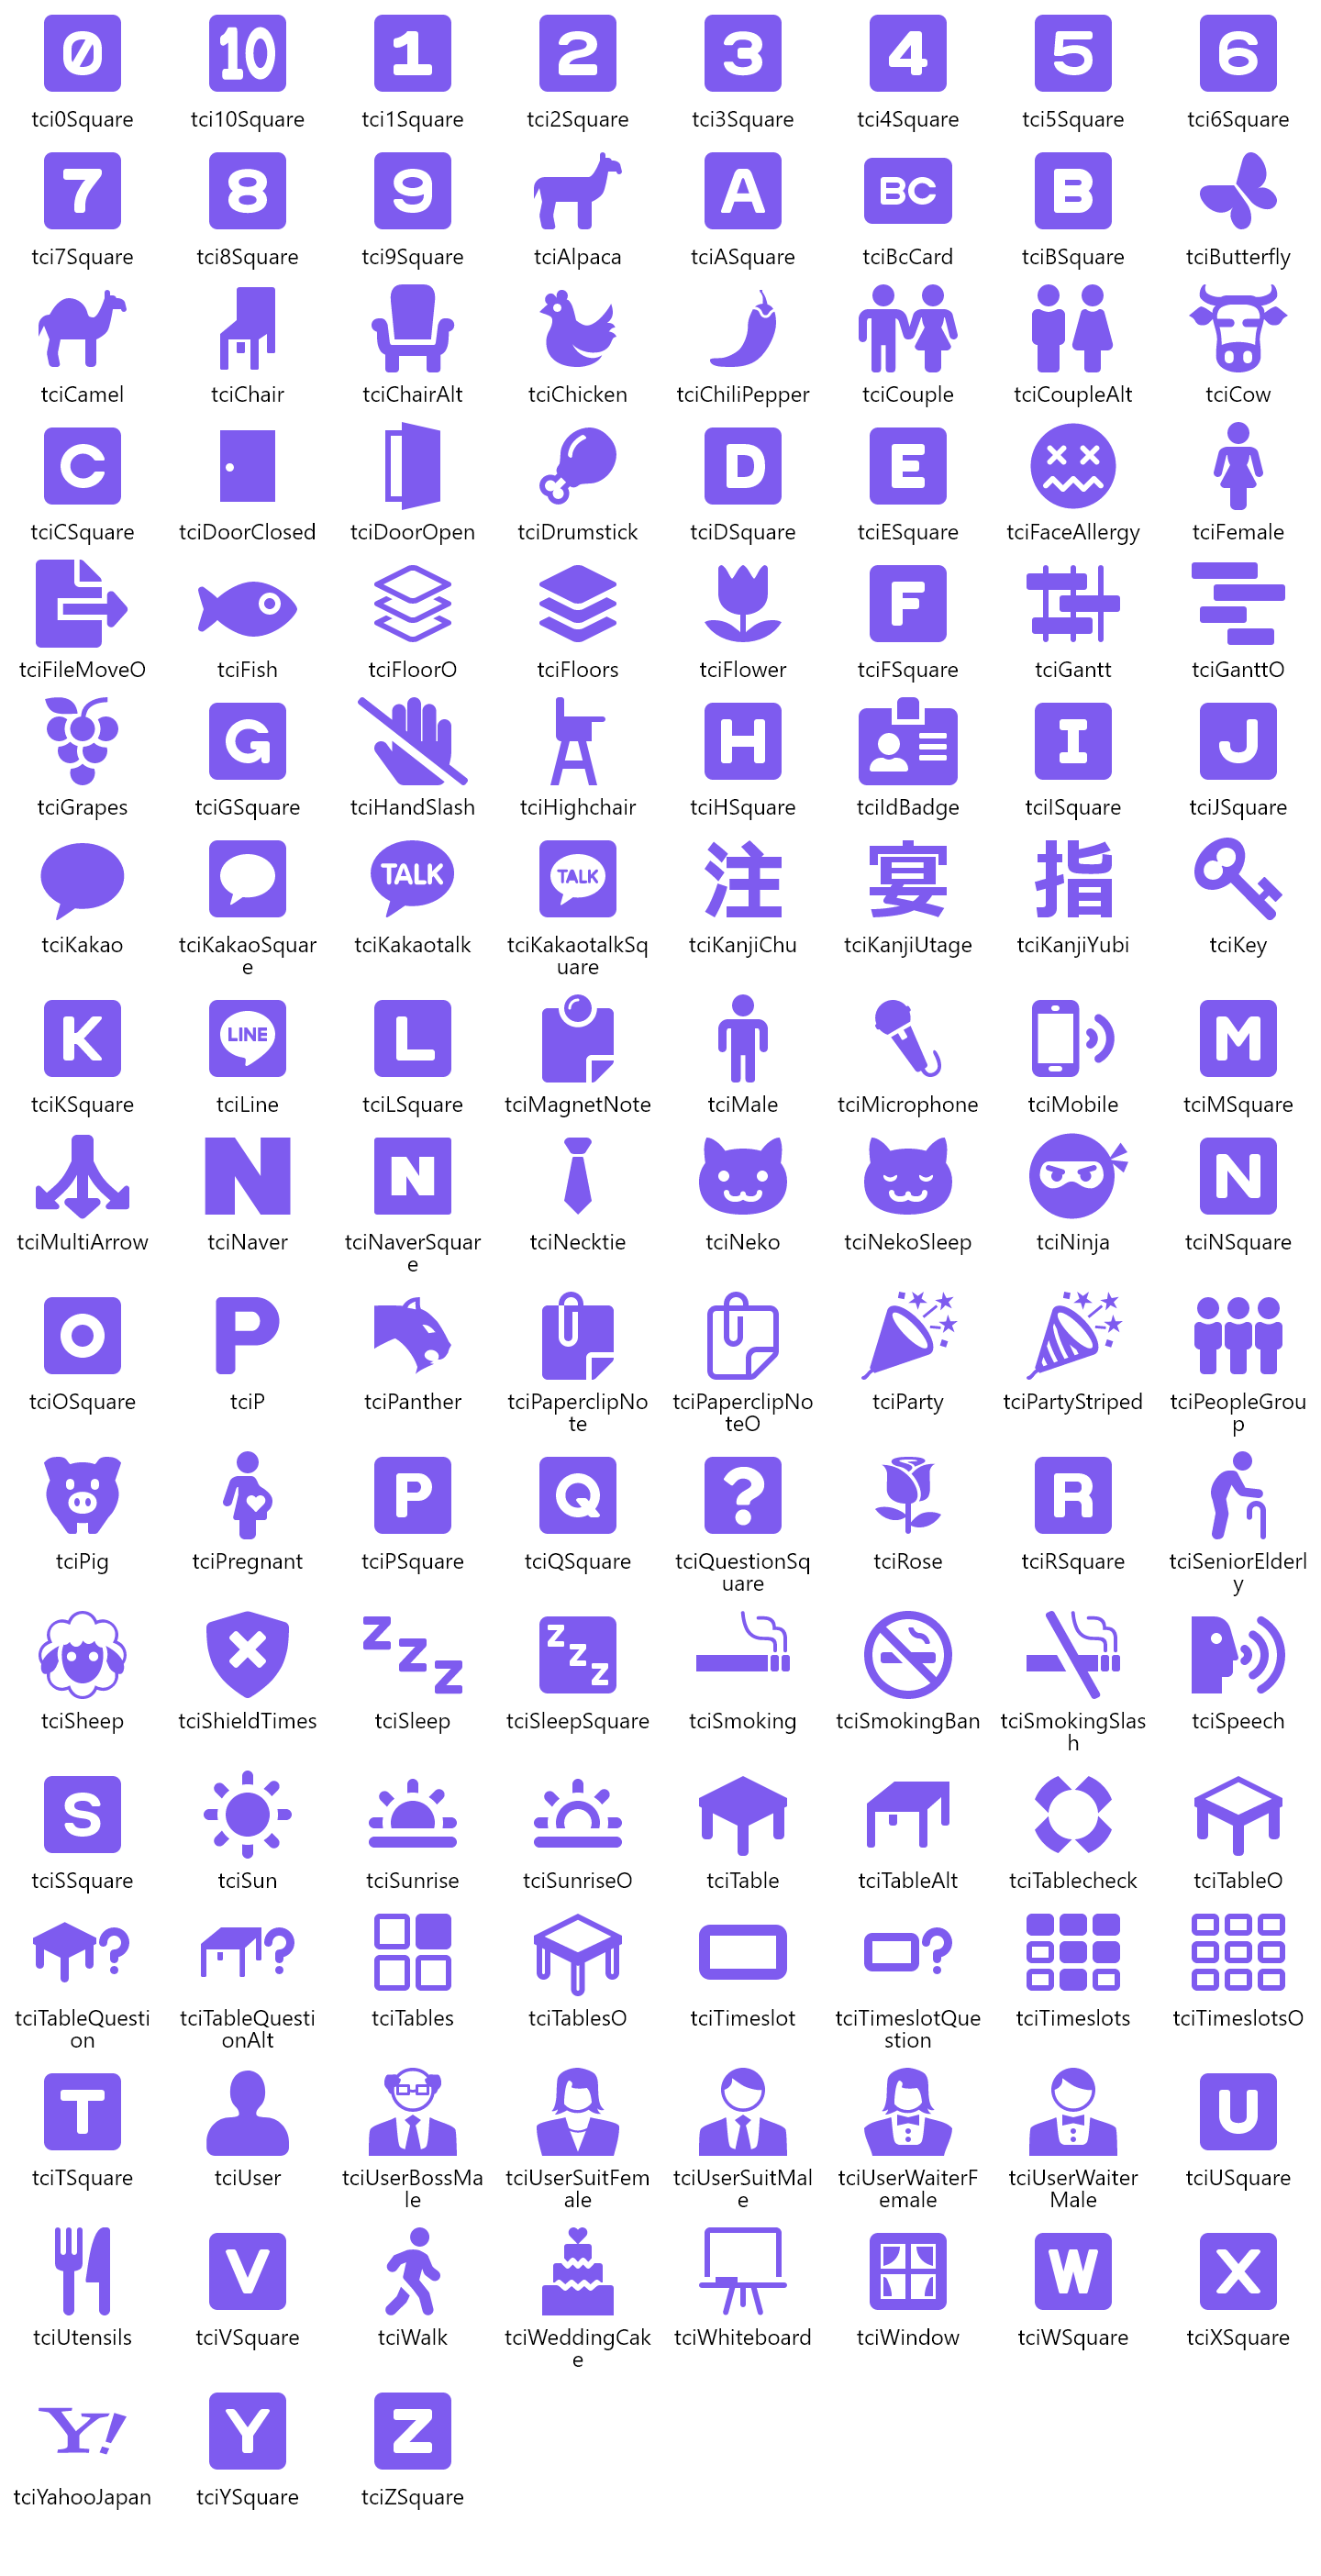 0 10 1 2 3 4 5 6
tci0Square tci10Square tci1Square tci2Square tci3Square tci4Square tci5Square tci6Square
7 8 9 A BC B
tci7Square tci8Square tci9Square tciAlpaca tciASquare tciBcCard tciBSquare tciButterfly
tciCamel tciChair tciChairAlt tciChicken tciChiliPepper tciCouple tciCoupleAlt tciCow
C D E
tciCSquare tciDoorClosed tciDoorOpen tciDrumstick tciDSquare tciESquare tciFaceAllergy tciFemale
F
tciFileMoveO tciFish tciFloorO tciFloors tciFlower tciFSquare tciGantt tciGanttO
G H I J
tciGrapes tciGSquare tciHandSlash tciHighchair tciHSquare tciIdBadge tciISquare tciJSquare
TALK TALK 注 宴 指
tciKakao tciKakaoSquar tciKakaotalk tciKakaotalkSq tciKanjiChu tciKanjiUtage tciKanjiYubi tciKey
e uare
K LINE L M
tciKSquare tciLine tciLSquare tciMagnetNote tciMale tciMicrophone tciMobile tciMSquare
N N N
tciMultiArrow tciNaver tciNaverSquar tciNecktie tciNeko tciNekoSleep tciNinja tciNSquare
e
O P
tciOSquare tciP tciPanther tciPaperclipNo tciPaperclipNo tciParty tciPartyStriped tciPeopleGrou
te teO p
P Q ? R
tciPig tciPregnant tciPSquare tciQSquare tciQuestionSq tciRose tciRSquare tciSeniorElderl
uare y
z z z z z z
tciSheep tciShieldTimes tciSleep tciSleepSquare tciSmoking tciSmokingBan tciSmokingSlas tciSpeech
h
S
tciSSquare tciSun tciSunrise tciSunriseO tciTable tciTableAlt tciTablecheck tciTableO
? ? ?
tciTableQuesti tciTableQuesti tciTables tciTablesO tciTimeslot tciTimeslotQue tciTimeslots tciTimeslotsO
on onAlt stion
T U
tciTSquare tciUser tciUserBossMa tciUserSuitFem tciUserSuitMal tciUserWaiterF tciUserWaiter tciUSquare
le ale e emale Male
V W X
tciUtensils tciVSquare tciWalk tciWeddingCak tciWhiteboard tciWindow tciWSquare tciXSquare
e
Y! Y Z
tciYahooJapan tciYSquare tciZSquare